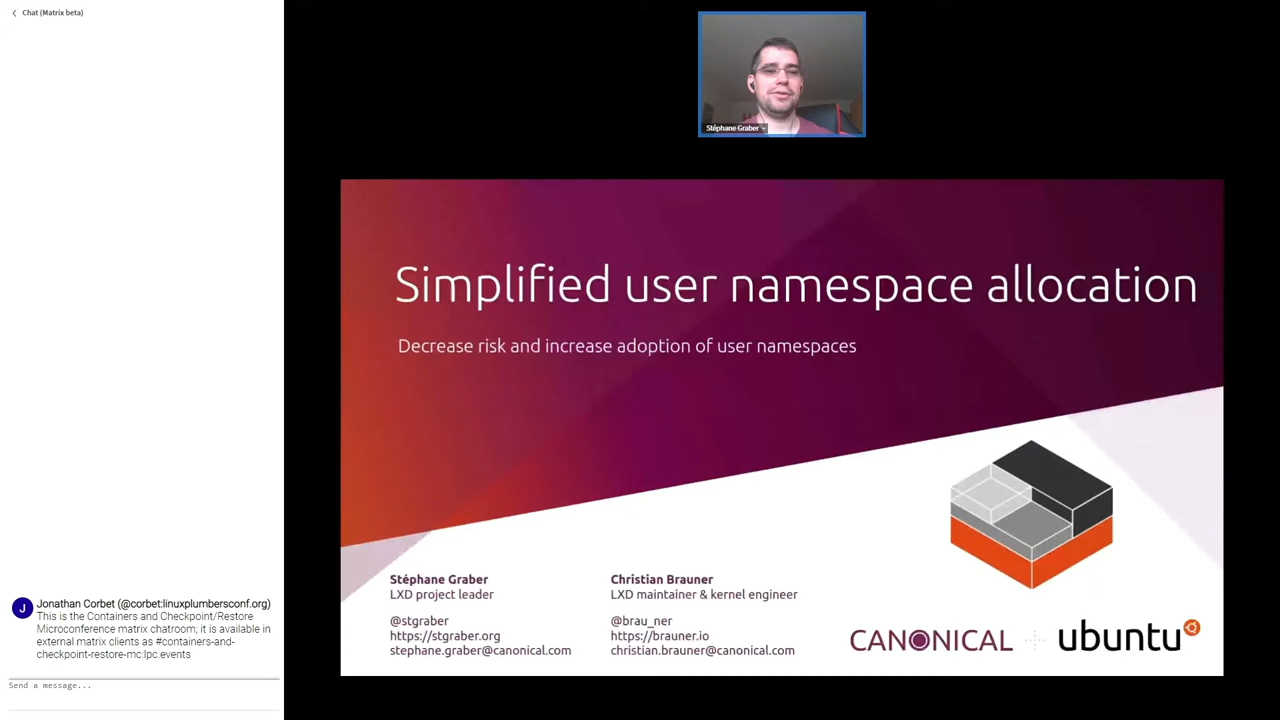 Chat (Matrix beta)
Jonathan Corbet (@corbet:linuxplumbersconf.org)
This is the Containers and Checkpoint/Restore
Microconference matrix chatroom; it is available in
external matrix clients as #containers-and-
checkpoint-restore-mc:lpc.events
Send a message...
Stéphane Graber
Simplified user namespace allocation
Decrease risk and increase adoption of user namespaces
Stéphane Graber
LXD project leader
@stgraber
https://stgraber.org
stephane.graber@canonical.com
Christian Brauner
LXD maintainer & kernel engineer
@brau_ner
https://brauner.io
christian.brauner@canonical.com
CANONICAL
ubuntu